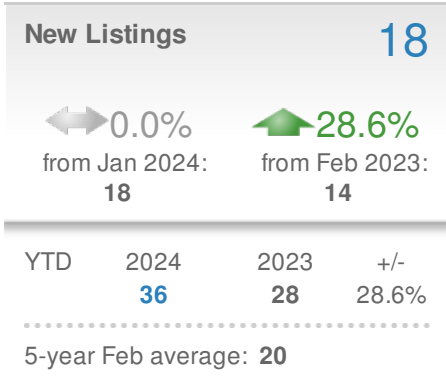 New Listings 18
0.0% 28.6%
from Jan 2024: from Feb 2023:
18 14
YTD 2024 2023 +/-
36 28 28.6%
5-year Feb average: 20